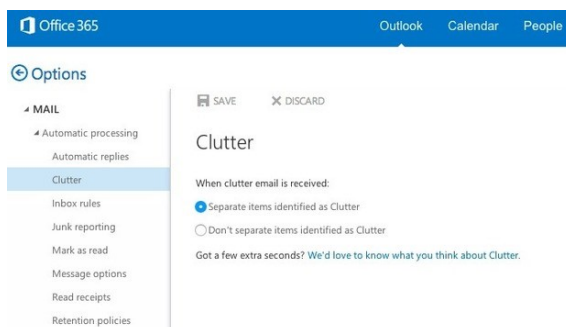 Office 365
Outlook Calendar People
Options
MAIL
Automatic processing
Automatic replies
Clutter
Inbox rules
Junk reporting
Mark as read
Message options
Read receipts
Retention policies
SAVE DISCARD
Clutter
When clutter email is received:
Separate items identified as Clutter
Don't separate items identified as Clutter
Got a few extra seconds? We'd love to know what you think about Clutter.